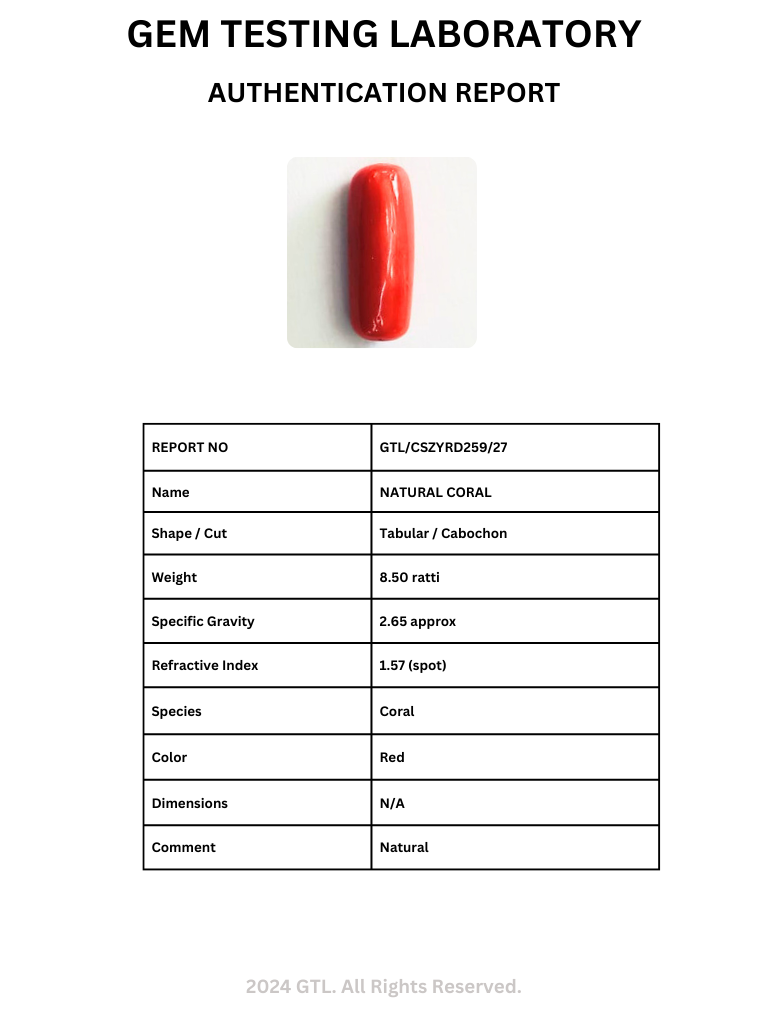 GEM TESTING LABORATORY
AUTHENTICATION REPORT
REPORT NO GTL/CSZYRD259/27
Name NATURAL CORAL
Shape / Cut Tabular / Cabochon
Weight 8.50 ratti
Specific Gravity 2.65 approx
Refractive Index 1.57 (spot)
Species Coral
Color Red
Dimensions N/A
Comment Natural
2024 GTL. All Rights Reserved.